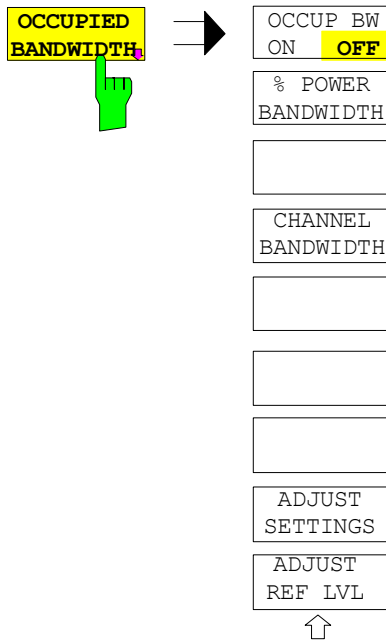 OCCUPIED
BANDWIDTH
OCCUP BW
ON OFF
% POWER
BANDWIDTH
CHANNEL
BANDWIDTH
ADJUST
SETTINGS
ADJUST
REF LVL